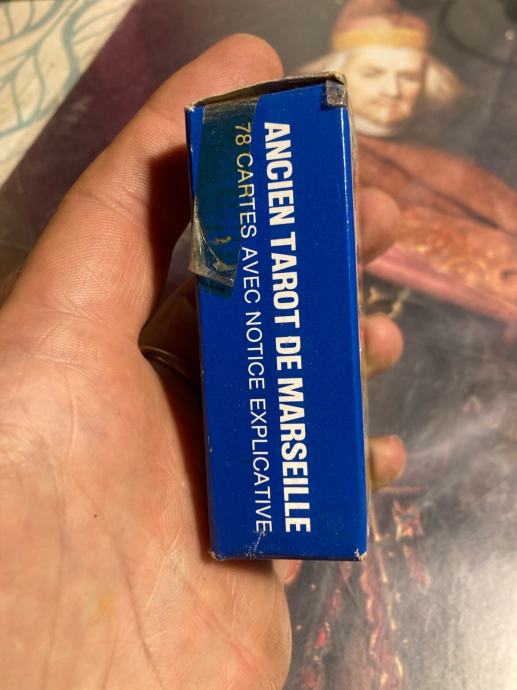 ANCIEN TAROT DE MARSEILLE
78 CARTES AVEC NOTICE EXPLICATIVE